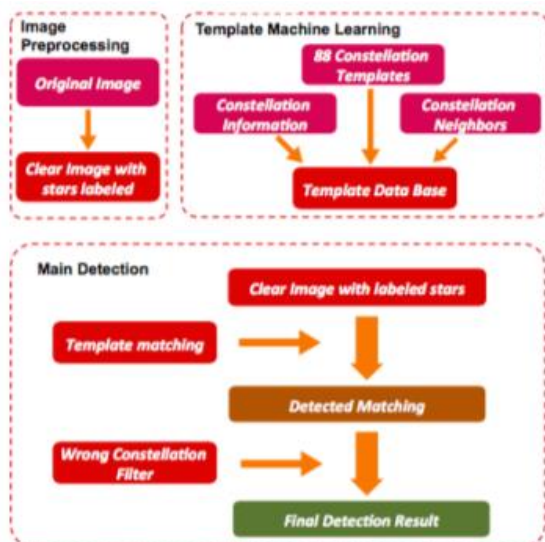 Image
Preprocessing
Original Image
Clear Image with
stars labeled
Template Machine Learning
88 Constellation
Templates
Constellation
Information
Constellation
Neighbors
Template Data Base
Main Detection
Clear Image with labeled stars
Template matching
Detected Matching
Wrong Constellation
Filter
Final Detection Result